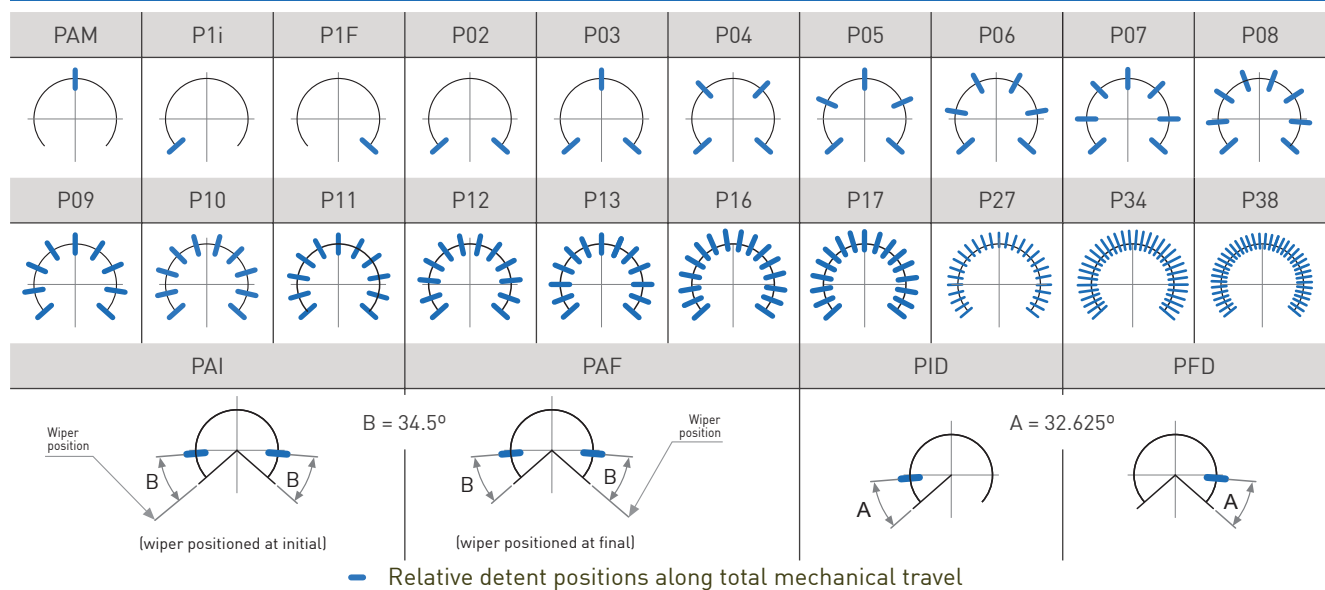 PAM P1i P1F P02 P03 P04 P05 P06 P07 P08
P09 P10 P11 P12 P13 P16 P17 P27 P34 P38
PAI PAF PID PFD
Wiper
position
B = 34.5º
Wiper
position
A = 32.625º
B B B B A A
(wiper positioned at initial) (wiper positioned at final)
Relative detent positions along total mechanical travel